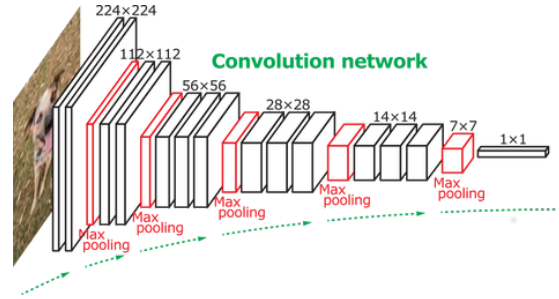 224×224
112×112
Convolution network
56×56
28×28
14×14
7×7
1×1
Max
pooling
Max
pooling
Max
pooling
Max
pooling
Max
pooling